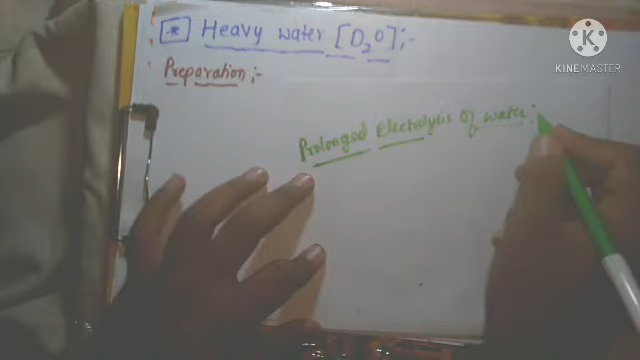 * Heavy water [D₂O];-
Preparation;-
Prolonged Electrolysis of water:
KINEMASTER